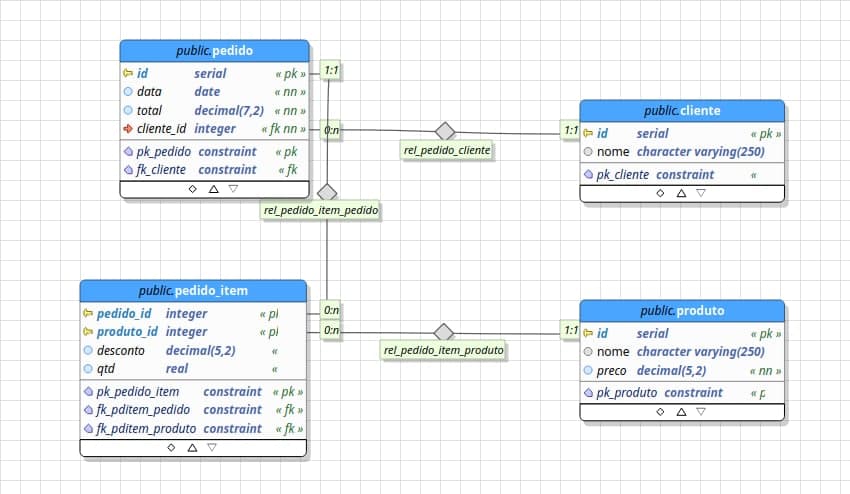 public.pedido
id serial « pk »
data date « nn »
total decimal(7,2) « nn »
cliente_id integer « fk nn »
pk_pedido constraint « pk
fk_cliente constraint « fk
1:1
0:n
rel_pedido_cliente
1:1
public.cliente
id serial « pk »
nome character varying(250)
pk_cliente constraint «
rel_pedido_item_pedido
public.pedido_item
pedido_id integer
produto_id integer
desconto decimal(5,2) «
qtd real «
pk_pedido_item constraint « pk »
fk_pditem_pedido constraint « fk »
fk_pditem_produto constraint « fk »
0:n
0:n
rel_pedido_item_produto
1:1
public.produto
id serial « pk »
nome character varying(250)
preco decimal(5,2) « nn »
pk_produto constraint